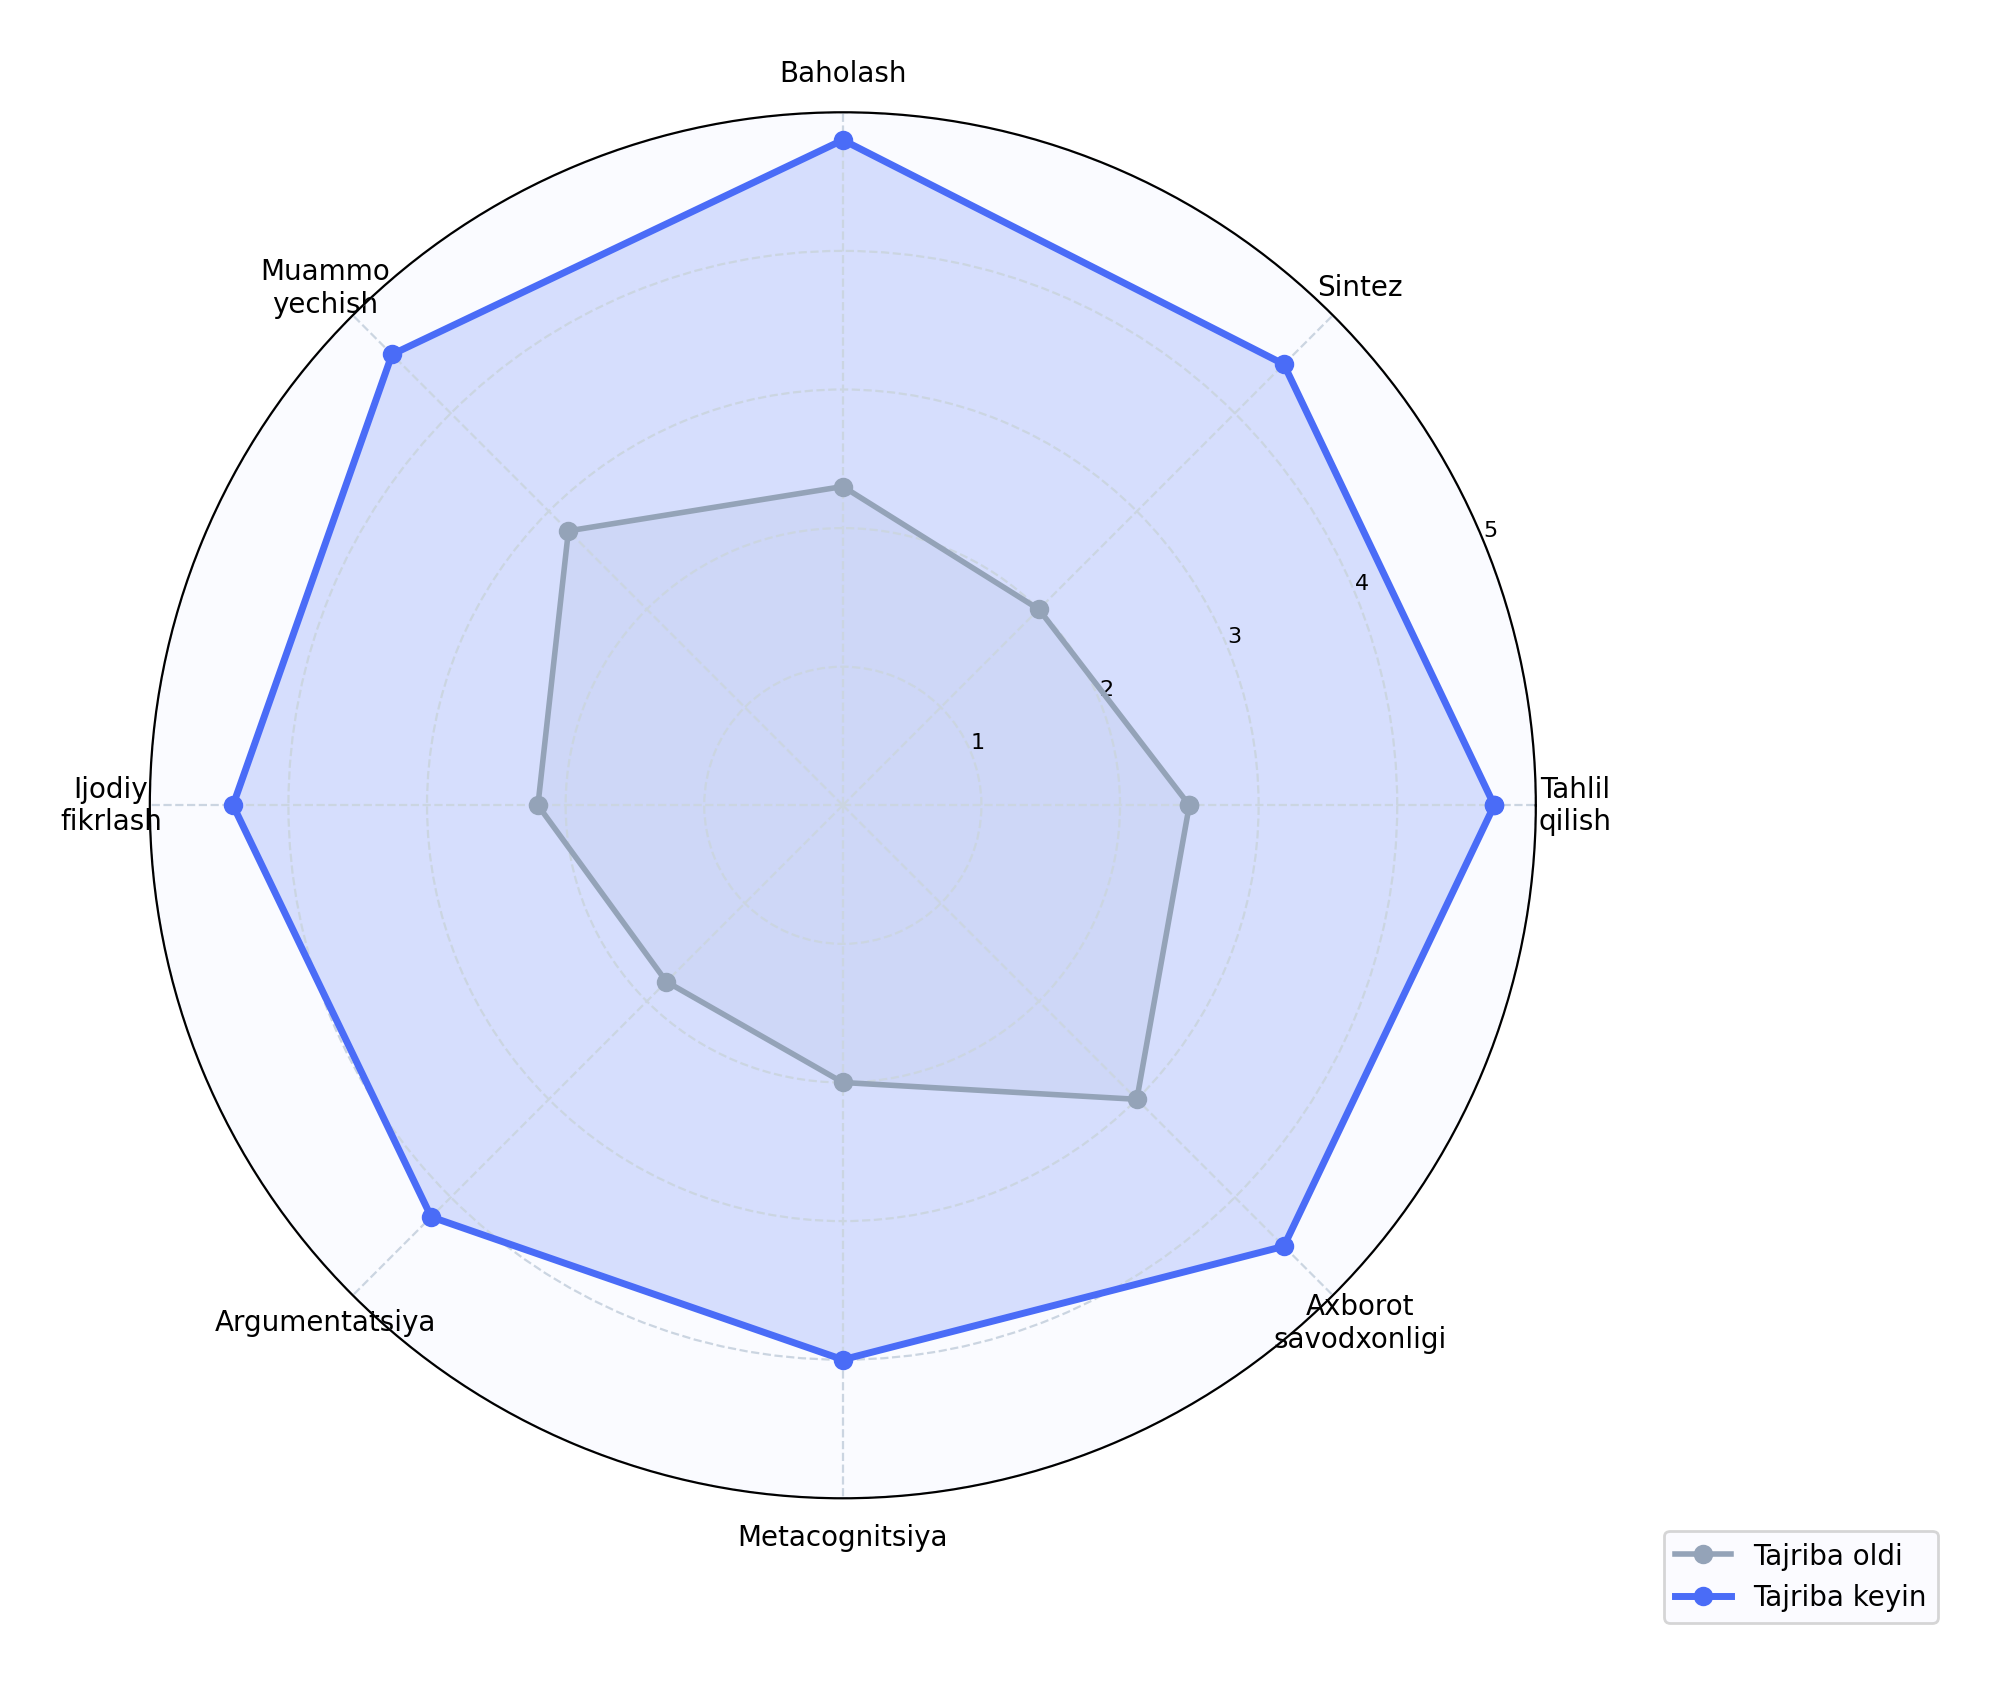 Baholash
Muammo
yechish
Sintez
5
4
3
2
1
Ijodiy
fikrlash
Tahlil
qilish
Argumentatsiya
Axborot
savodxonligi
Metacognitsiya
Tajriba oldi
Tajriba keyin